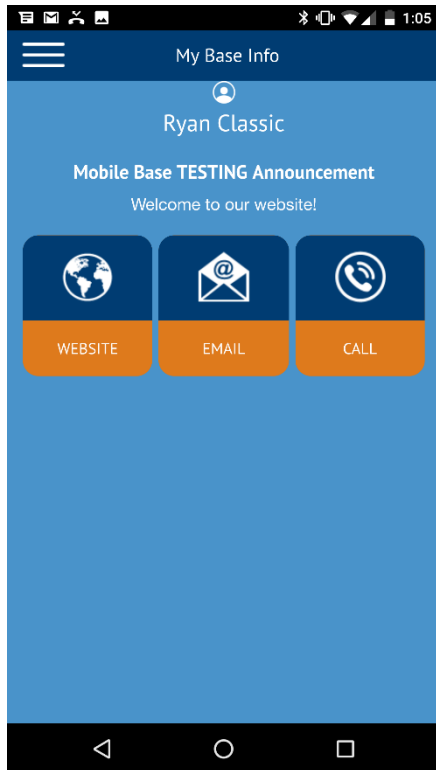 1:05
My Base Info
Ryan Classic
Mobile Base TESTING Announcement
Welcome to our website!
@
WEBSITE
EMAIL
CALL